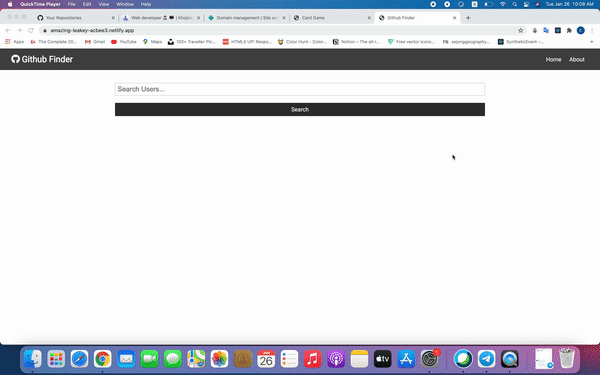 QuickTime Player File Edit View Window Help Tue Jan 26 10:08 AM
Your Repositories Web developer Domain management | Site se Card Game Github Finder
amazing-leakey-acbee3.netlify.app
Apps The Complete 20... Gmail YouTube Maps 100+ Traveller Pic... HTML5 UP! Respo... Color Hunt - Color... Notion – The all-i... Free vector icons... sejonggeography... SyntheticEvent –...
Github Finder Home About
Search Users...
Search
JAN
26
tv